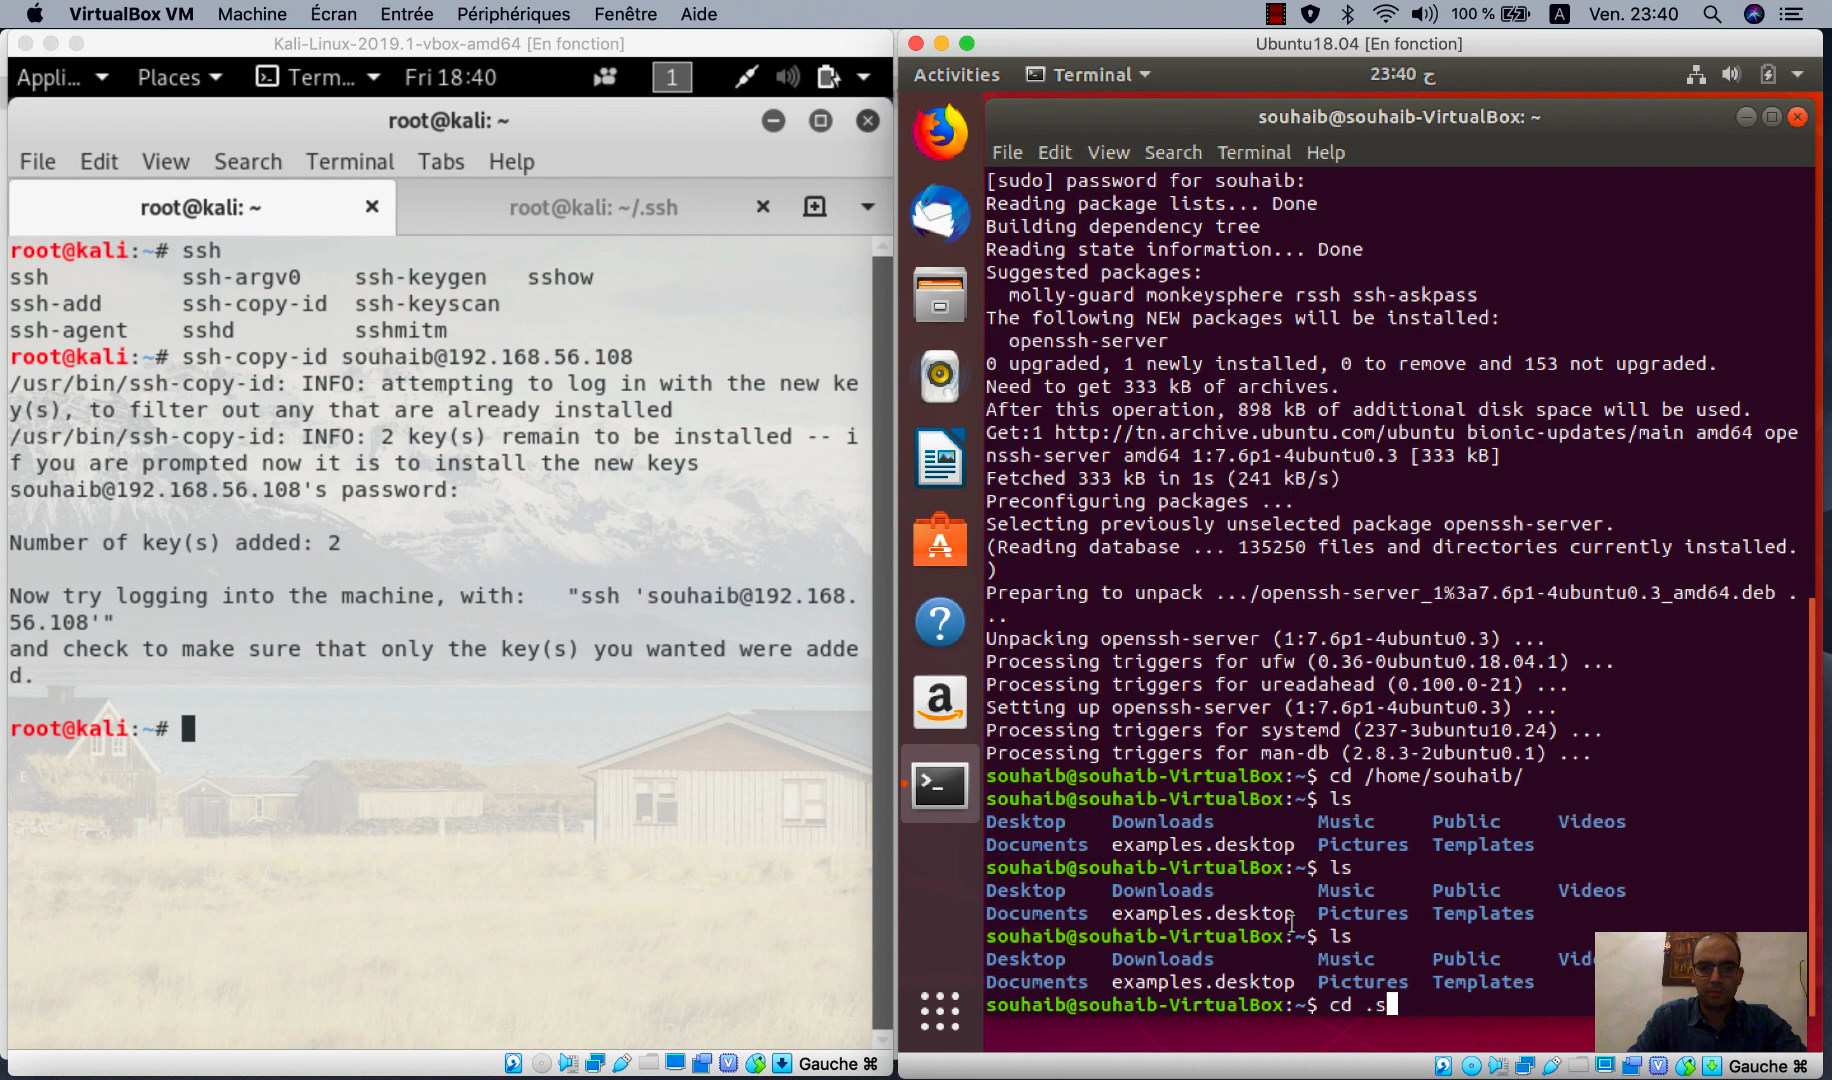 VirtualBox VM Machine Écran Entrée Périphériques Fenêtre Aide 100 % A Ven. 23:40
Kali-Linux-2019.1-vbox-amd64 [En fonction]
Appli... Places Term... Fri 18:40 1
root@kali: ~
File Edit View Search Terminal Tabs Help
root@kali: ~ root@kali: ~/.ssh
root@kali:~# ssh
ssh ssh-argv0 ssh-keygen sshow
ssh-add ssh-copy-id ssh-keyscan
ssh-agent sshd sshmitm
root@kali:~# ssh-copy-id souhaib@192.168.56.108
/usr/bin/ssh-copy-id: INFO: attempting to log in with the new ke
y(s), to filter out any that are already installed
/usr/bin/ssh-copy-id: INFO: 2 key(s) remain to be installed -- i
f you are prompted now it is to install the new keys
souhaib@192.168.56.108's password:
Number of key(s) added: 2
Now try logging into the machine, with: "ssh 'souhaib@192.168.
56.108'"
and check to make sure that only the key(s) you wanted were adde
d.
root@kali:~#
Gauche ⌘
Ubuntu18.04 [En fonction]
Activities Terminal 23:40 ج
souhaib@souhaib-VirtualBox: ~
File Edit View Search Terminal Help
[sudo] password for souhaib:
Reading package lists... Done
Building dependency tree
Reading state information... Done
Suggested packages:
molly-guard monkeysphere rssh ssh-askpass
The following NEW packages will be installed:
openssh-server
0 upgraded, 1 newly installed, 0 to remove and 153 not upgraded.
Need to get 333 kB of archives.
After this operation, 898 kB of additional disk space will be used.
Get:1 http://tn.archive.ubuntu.com/ubuntu bionic-updates/main amd64 ope
nssh-server amd64 1:7.6p1-4ubuntu0.3 [333 kB]
Fetched 333 kB in 1s (241 kB/s)
Preconfiguring packages ...
Selecting previously unselected package openssh-server.
(Reading database ... 135250 files and directories currently installed.
)
Preparing to unpack .../openssh-server_1%3a7.6p1-4ubuntu0.3_amd64.deb .
..
Unpacking openssh-server (1:7.6p1-4ubuntu0.3) ...
Processing triggers for ufw (0.36-0ubuntu0.18.04.1) ...
Processing triggers for ureadahead (0.100.0-21) ...
Setting up openssh-server (1:7.6p1-4ubuntu0.3) ...
Processing triggers for systemd (237-3ubuntu10.24) ...
Processing triggers for man-db (2.8.3-2ubuntu0.1) ...
souhaib@souhaib-VirtualBox:~$ cd /home/souhaib/
souhaib@souhaib-VirtualBox:~$ ls
Desktop Downloads Music Public Videos
Documents examples.desktop Pictures Templates
souhaib@souhaib-VirtualBox:~$ ls
Desktop Downloads Music Public Videos
Documents examples.desktop Pictures Templates
souhaib@souhaib-VirtualBox:~$ ls
Desktop Downloads Music Public Vid
Documents examples.desktop Pictures Templates
souhaib@souhaib-VirtualBox:~$ cd .s
Gauche ⌘